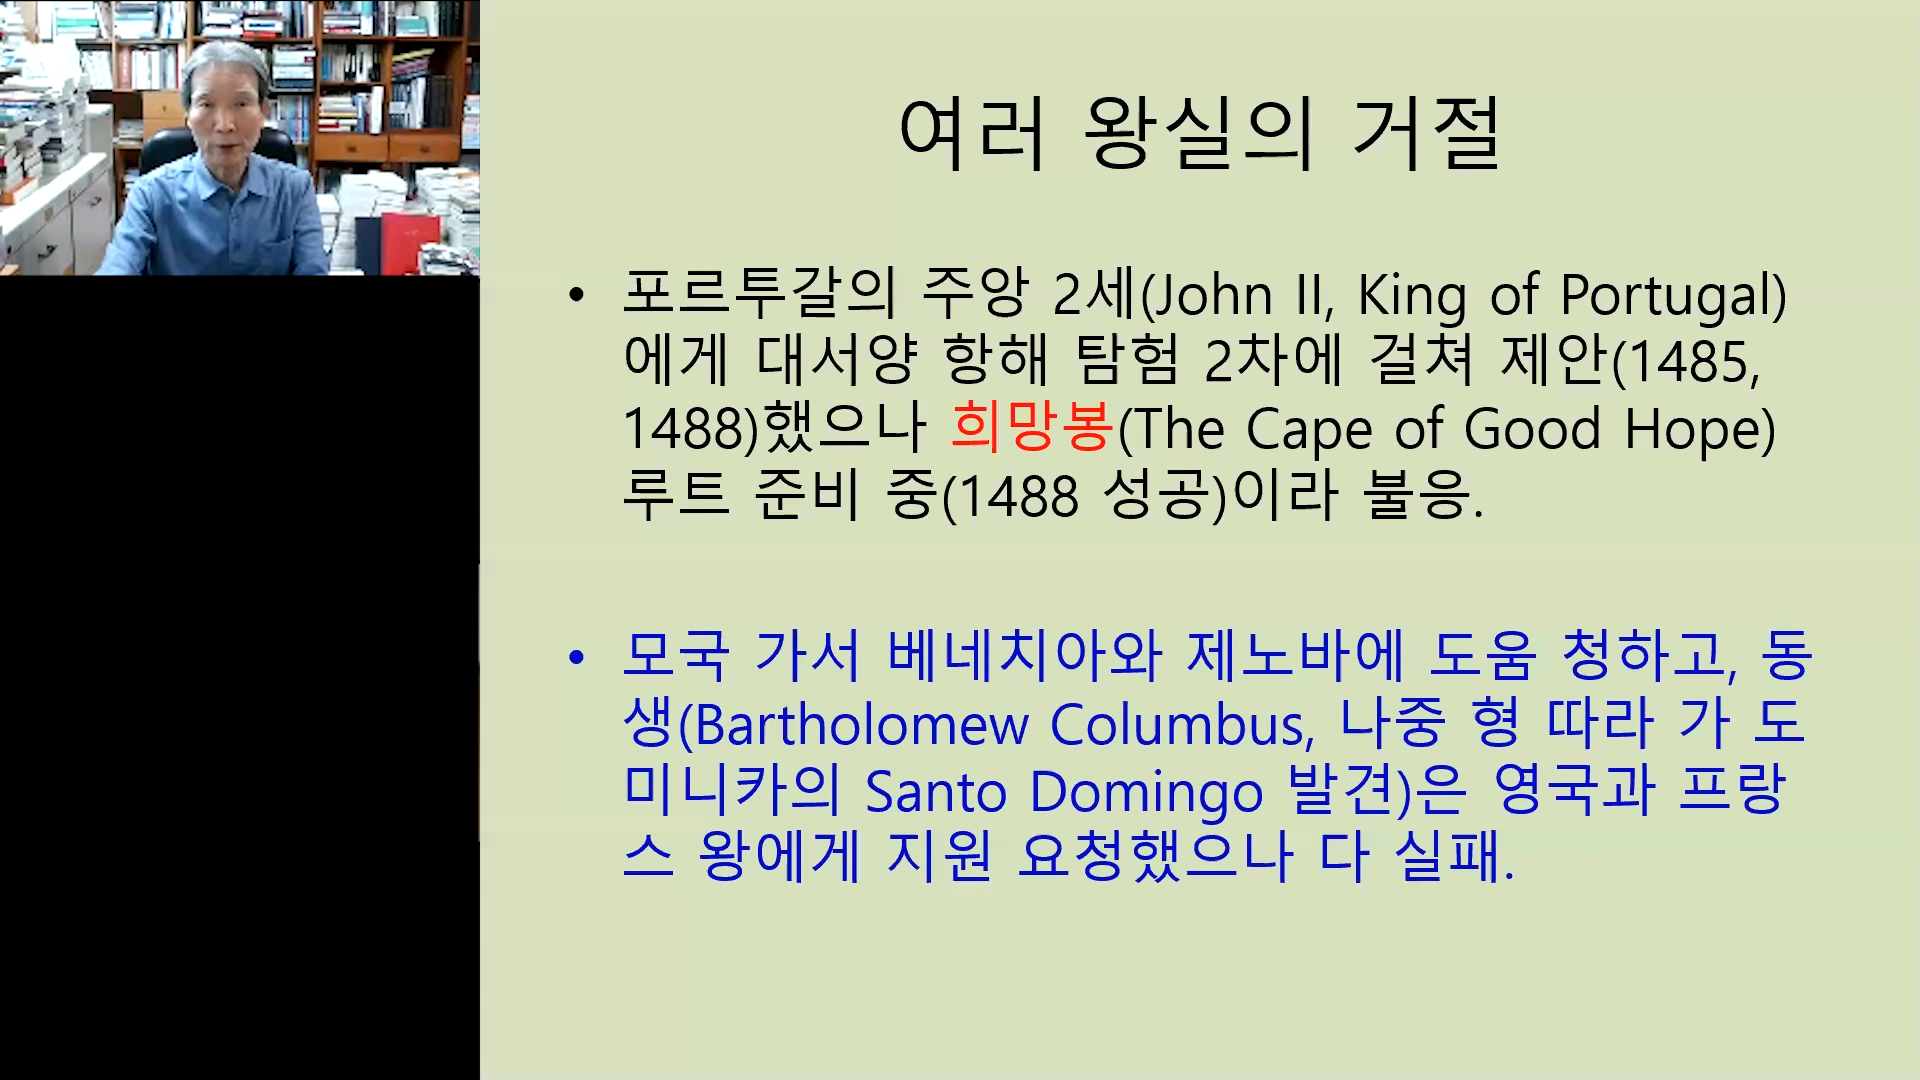 여러 왕실의 거절
• 포르투갈의 주앙 2세(John II, King of Portugal)
에게 대서양 항해 탐험 2차에 걸쳐 제안(1485,
1488)했으나 희망봉(The Cape of Good Hope)
루트 준비 중(1488 성공)이라 불응.
• 모국 가서 베네치아와 제노바에 도움 청하고, 동
생(Bartholomew Columbus, 나중 형 따라 가 도
미니카의 Santo Domingo 발견)은 영국과 프랑
스 왕에게 지원 요청했으나 다 실패.